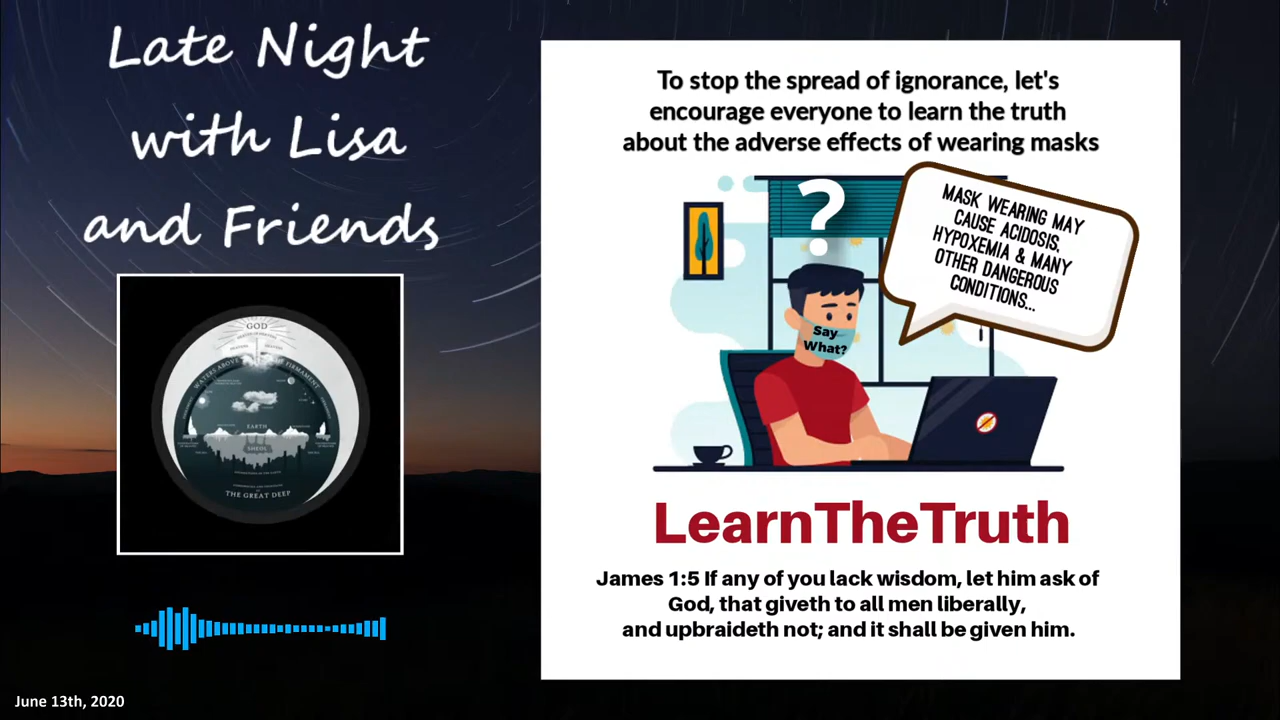 Late Night
with Lisa
and Friends
GOD
WATERS ABOVE
FIRMAMENT
EARTH
SHEOL
THE GREAT DEEP
To stop the spread of ignorance, let's
encourage everyone to learn the truth
about the adverse effects of wearing masks
?
MASK WEARING MAY
CAUSE ACIDOSIS,
HYPOXEMIA & MANY
OTHER DANGEROUS
CONDITIONS...
Say
What?
LearnTheTruth
James 1:5 If any of you lack wisdom, let him ask of
God, that giveth to all men liberally,
and upbraideth not; and it shall be given him.
June 13th, 2020